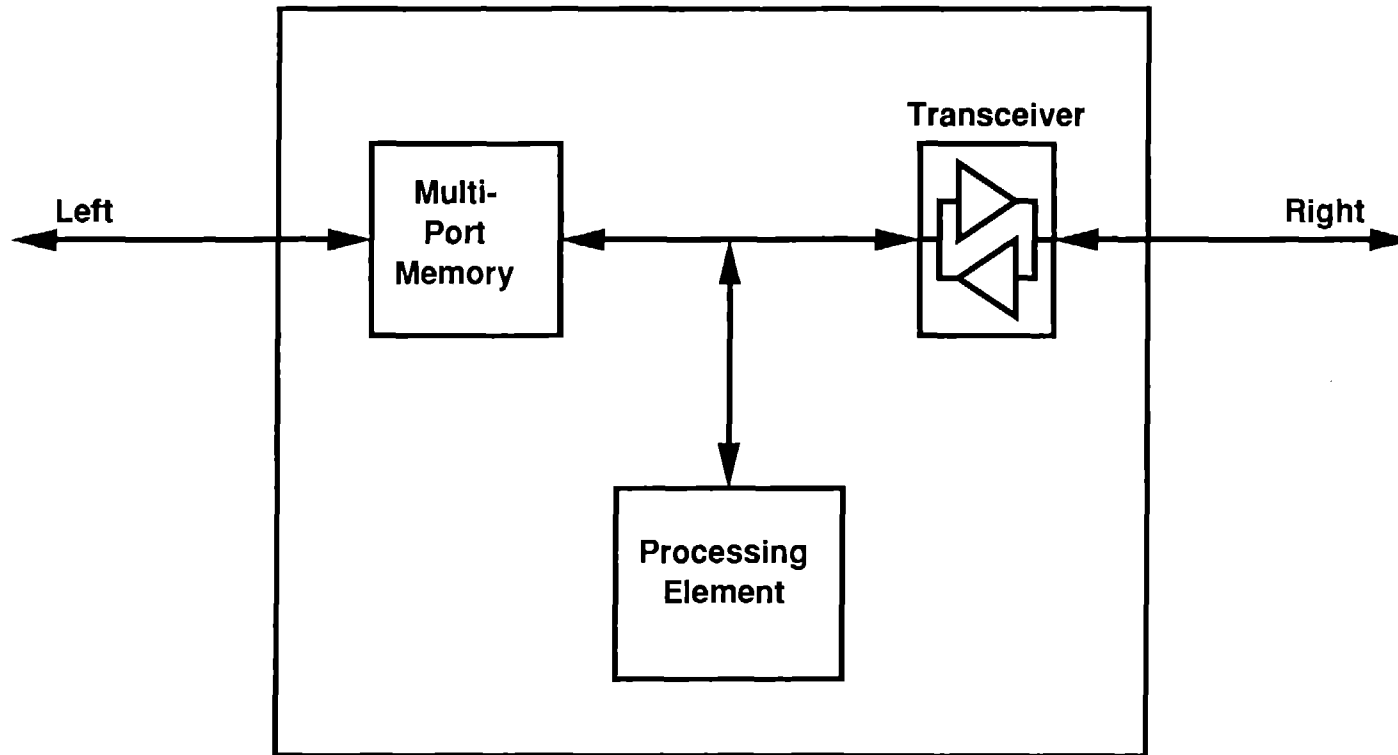 Transceiver
Multi-
Port
Memory
Left
Right
Processing
Element